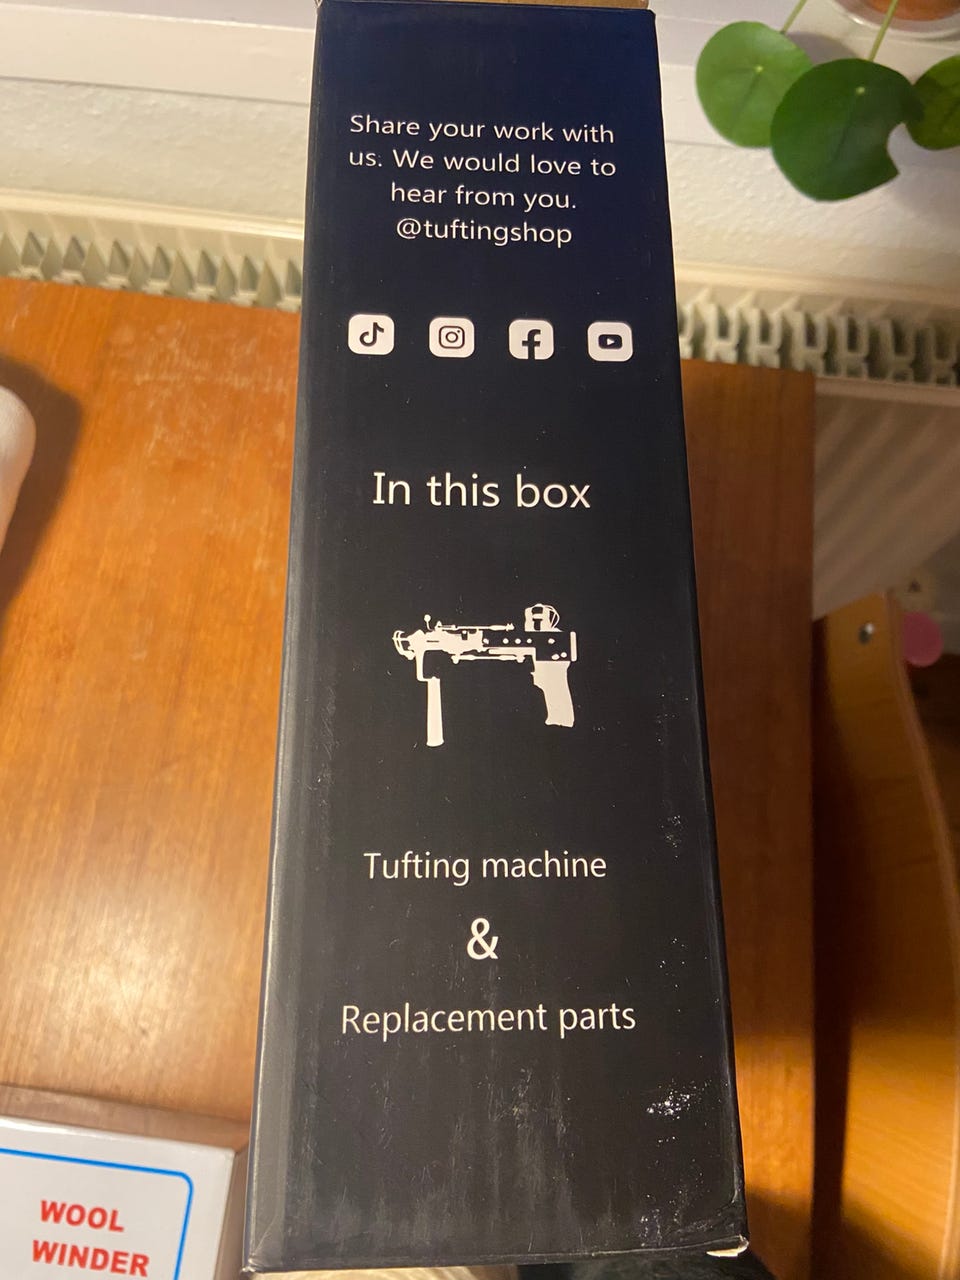 Share your work with
us. We would love to
hear from you.
@tuftingshop
In this box
Tufting machine
&
Replacement parts
WOOL
WINDER